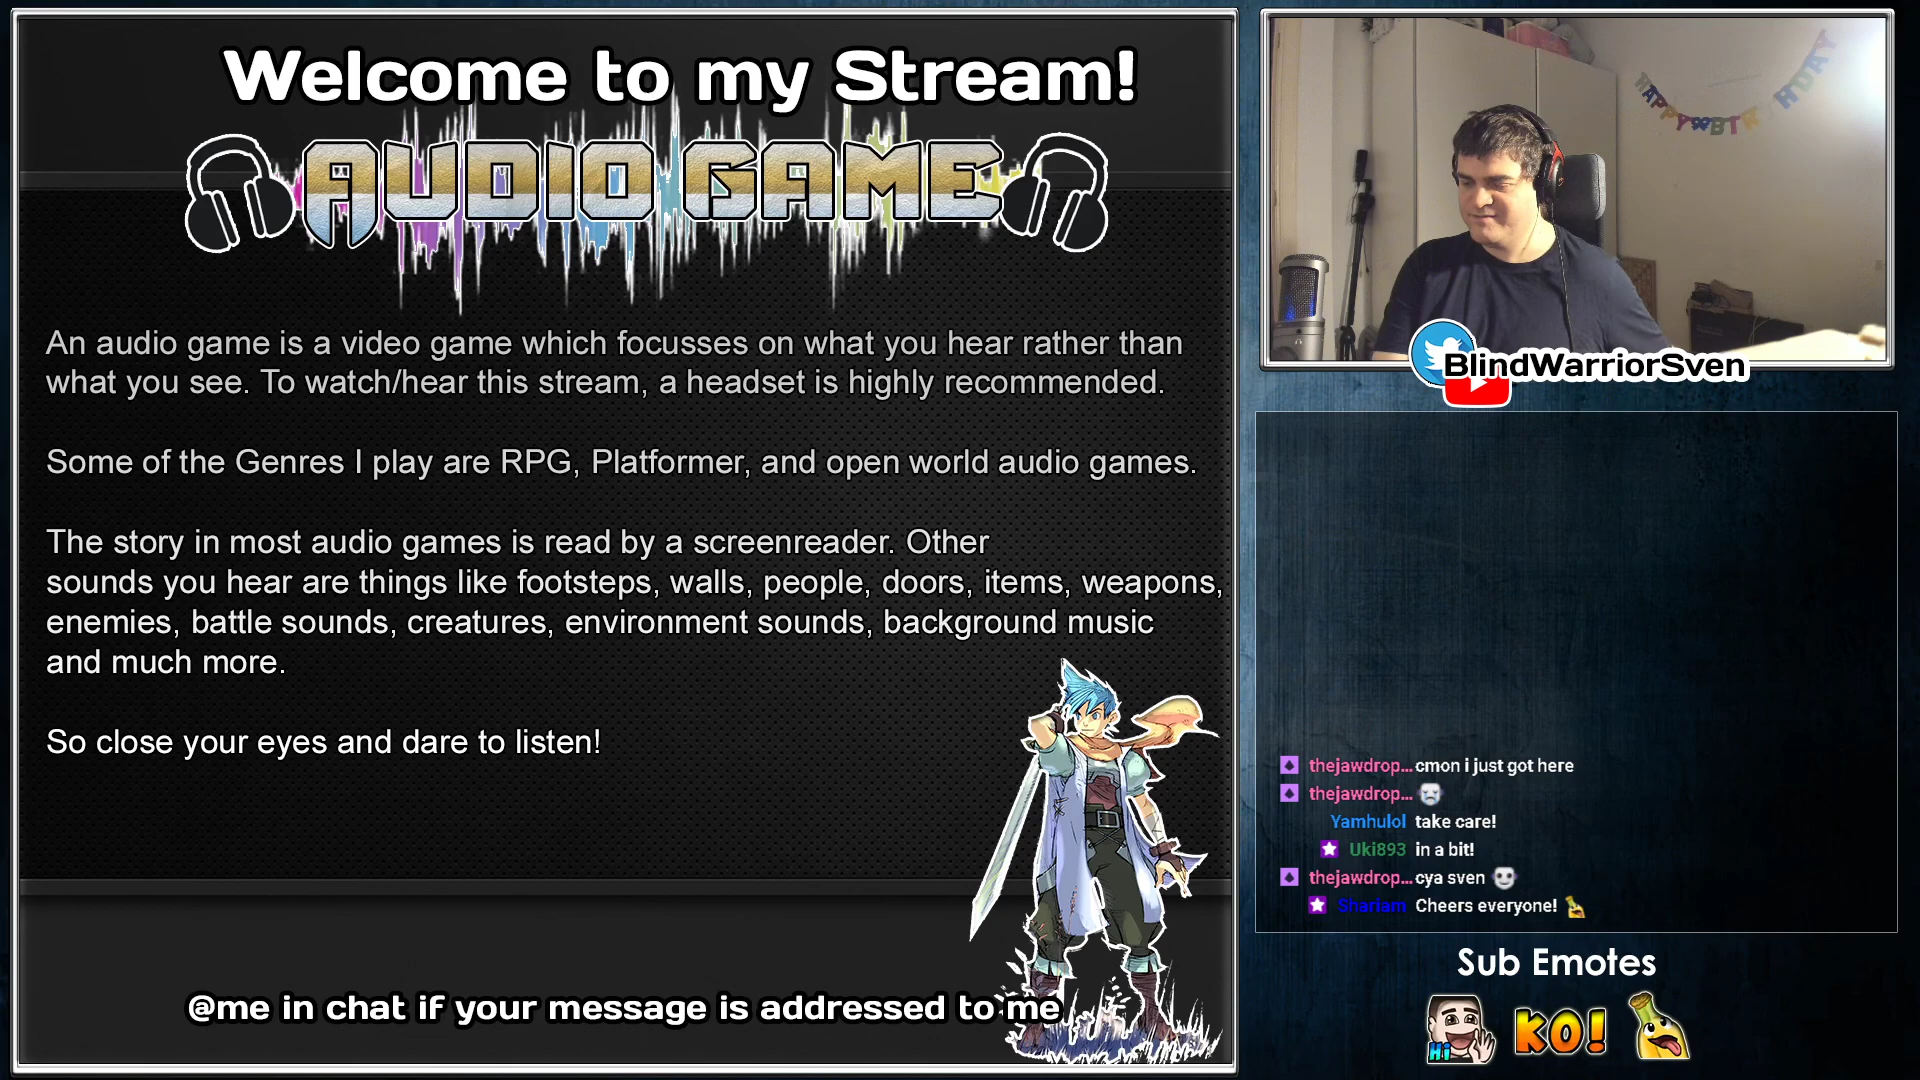 Welcome to my Stream!
AUDIO GAME
An audio game is a video game which focusses on what you hear rather than
what you see. To watch/hear this stream, a headset is highly recommended.
Some of the Genres I play are RPG, Platformer, and open world audio games.
The story in most audio games is read by a screenreader. Other
sounds you hear are things like footsteps, walls, people, doors, items, weapons,
enemies, battle sounds, creatures, environment sounds, background music
and much more.
So close your eyes and dare to listen!
@me in chat if your message is addressed to me
HAPPY BIRTHDAY
BlindWarriorSven
thejawdrop... cmon i just got here
thejawdrop...
Yamhulol take care!
Uki893 in a bit!
thejawdrop... cya sven
Shariam Cheers everyone!
Sub Emotes
Hi
KO!